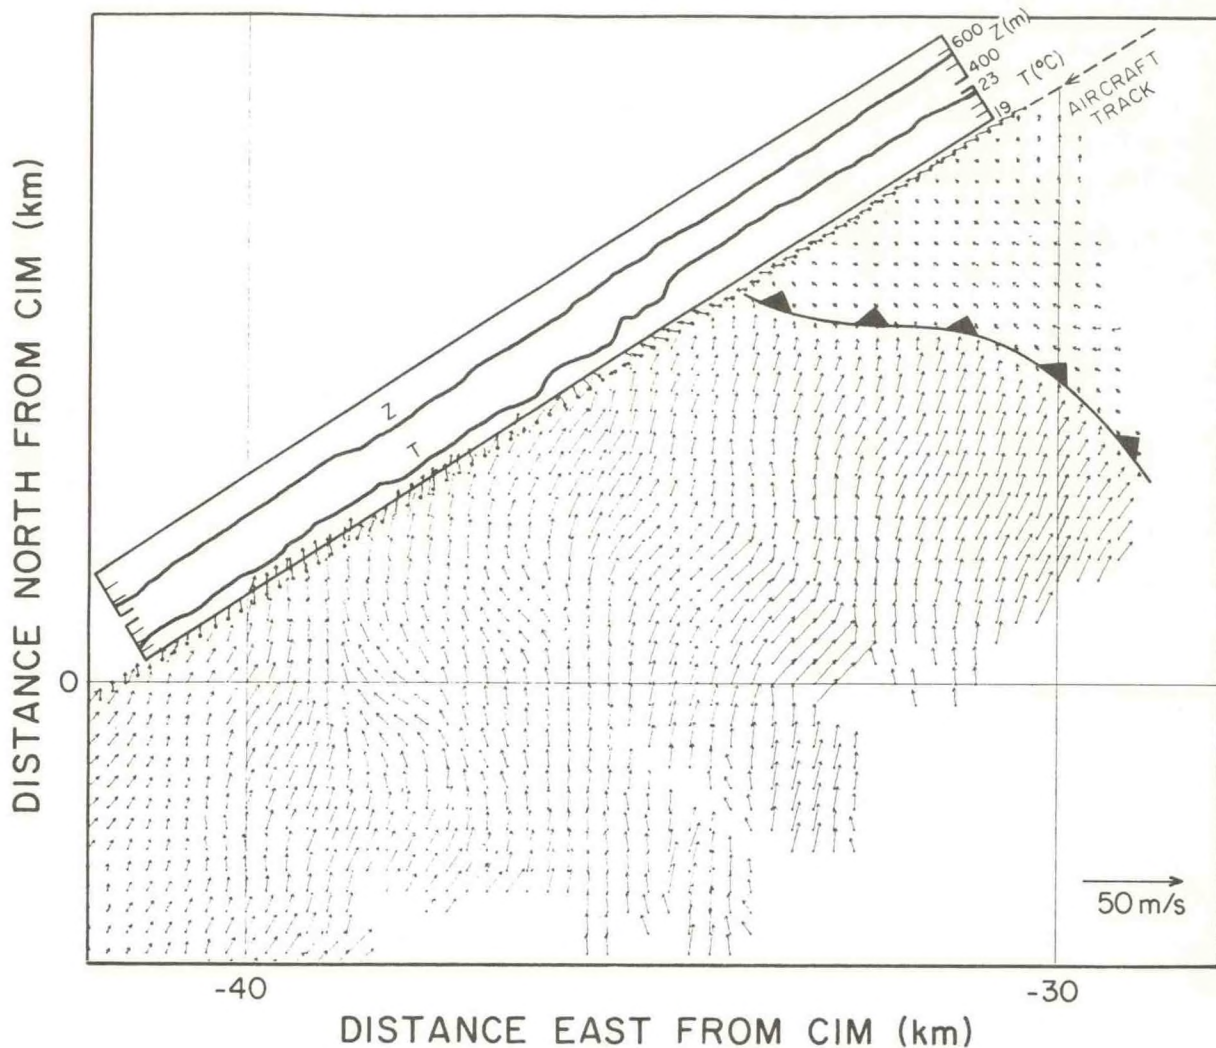 600 Z(m)
400
23 T(°C)
19
AIRCRAFT
TRACK
Z
T
DISTANCE NORTH FROM CIM (km)
0
50 m/s
-40
-30
DISTANCE EAST FROM CIM (km)